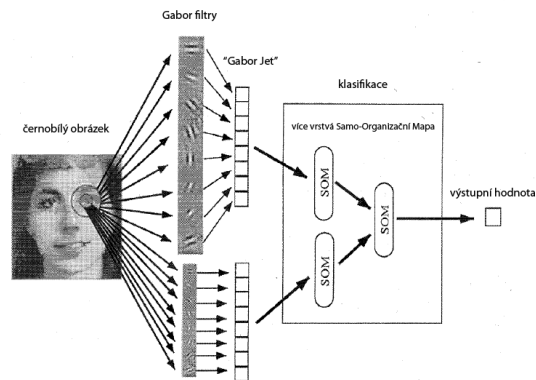 Gabor filtry
"Gabor Jet"
klasifikace
černobílý obrázek
více vrstvá Samo-Organizační Mapa
SOM
SOM
SOM
výstupní hodnota